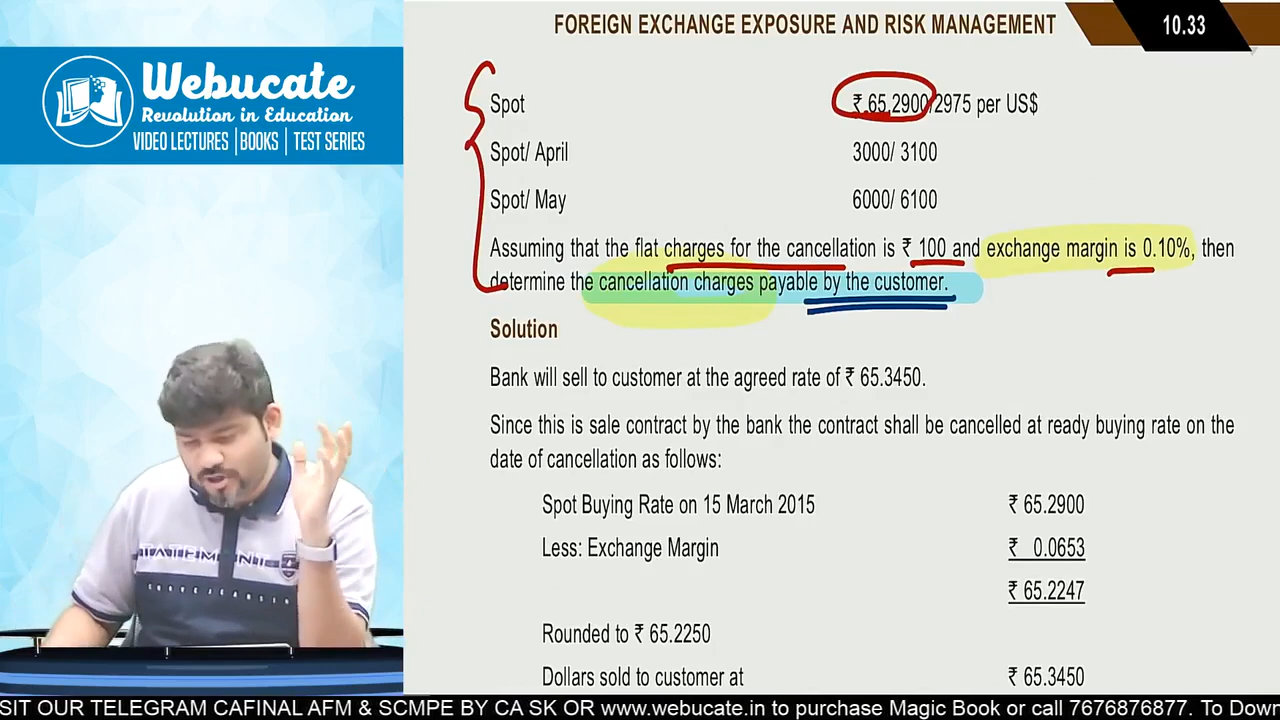 FOREIGN EXCHANGE EXPOSURE AND RISK MANAGEMENT
10.33
Webucate
Revolution in Education
VIDEO LECTURES | BOOKS | TEST SERIES
Spot ₹ 65.2900/2975 per US$
Spot/ April 3000/ 3100
Spot/ May 6000/ 6100
Assuming that the flat charges for the cancellation is ₹ 100 and exchange margin is 0.10%, then
determine the cancellation charges payable by the customer.
Solution
Bank will sell to customer at the agreed rate of ₹ 65.3450.
Since this is sale contract by the bank the contract shall be cancelled at ready buying rate on the
date of cancellation as follows:
Spot Buying Rate on 15 March 2015 ₹ 65.2900
Less: Exchange Margin ₹ 0.0653
₹ 65.2247
Rounded to ₹ 65.2250
Dollars sold to customer at ₹ 65.3450
SIT OUR TELEGRAM CAFINAL AFM & SCMPE BY CA SK OR www.webucate.in to purchase Magic Book or call 7676876877. To Down